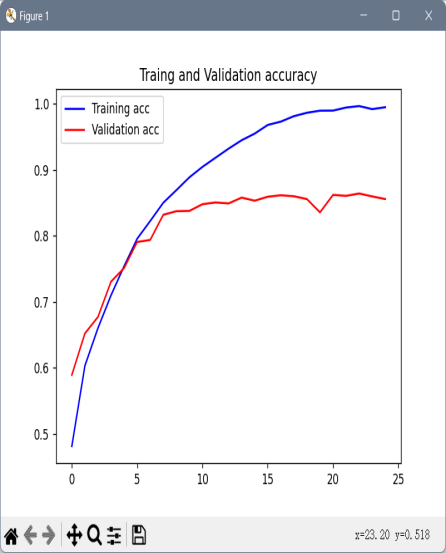 Figure 1
Traing and Validation accuracy
Training acc
Validation acc
1.0
0.9
0.8
0.7
0.6
0.5
0 5 10 15 20 25
x=23.20 y=0.518